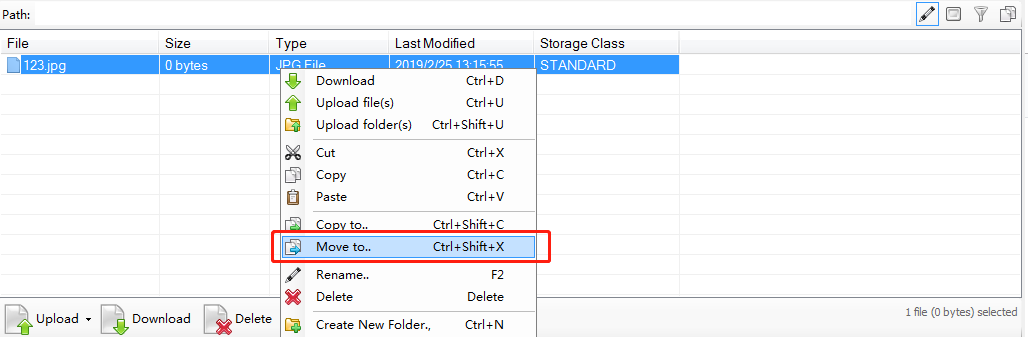 Path:
File Size Type Last Modified Storage Class
123.jpg 0 bytes JPG File 2019/2/25 13:15:55 STANDARD
Download Ctrl+D
Upload file(s) Ctrl+U
Upload folder(s) Ctrl+Shift+U
Cut Ctrl+X
Copy Ctrl+C
Paste Ctrl+V
Copy to.. Ctrl+Shift+C
Move to.. Ctrl+Shift+X
Rename.. F2
Delete Delete
Create New Folder., Ctrl+N
Upload Download Delete
1 file (0 bytes) selected